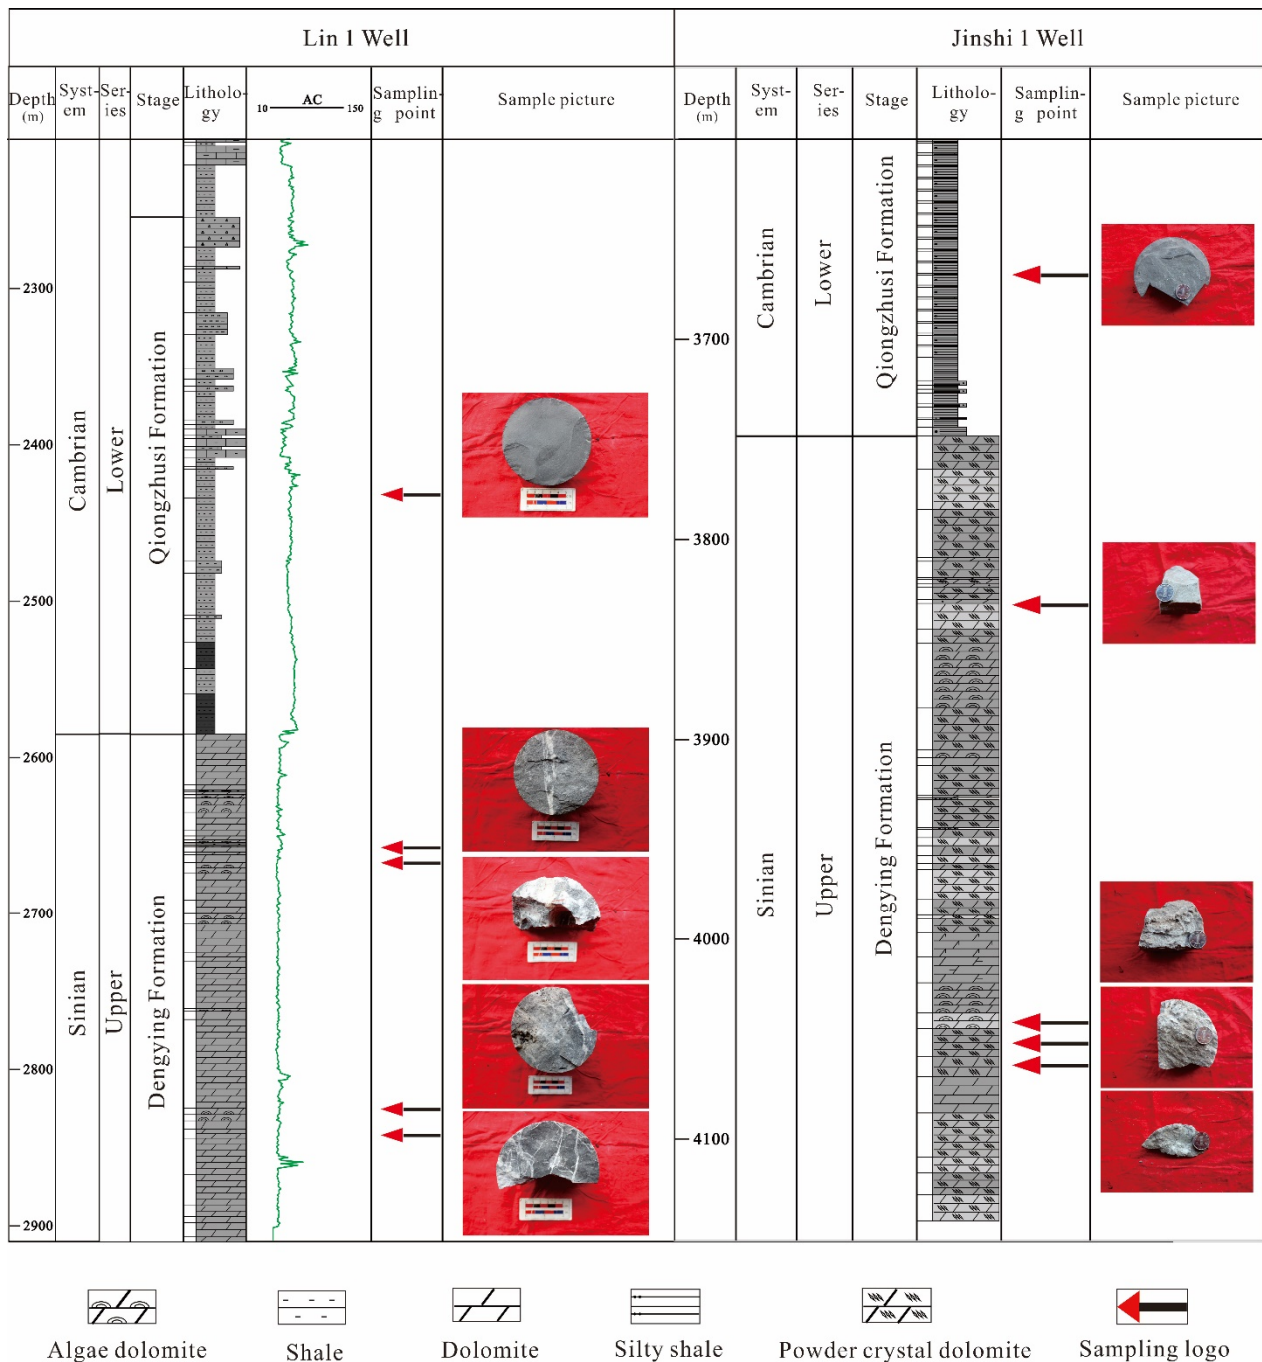 Lin 1 Well
Jinshi 1 Well
Depth
(m)
Syst-
em
Ser-
ies
Stage
Litholo-
gy
AC
10
150
Samplin-
g point
Sample picture
Depth
(m)
Syst-
em
Ser-
ies
Stage
Litholo-
gy
Samplin-
g point
Sample picture
2300
2400
2500
2600
2700
2800
2900
Cambrian
Lower
Qiongzhusi Formation
Sinian
Upper
Dengying Formation
3700
3800
3900
4000
4100
Cambrian
Lower
Qiongzhusi Formation
Sinian
Upper
Dengying Formation
Algae dolomite
Shale
Dolomite
Silty shale
Powder crystal dolomite
Sampling logo